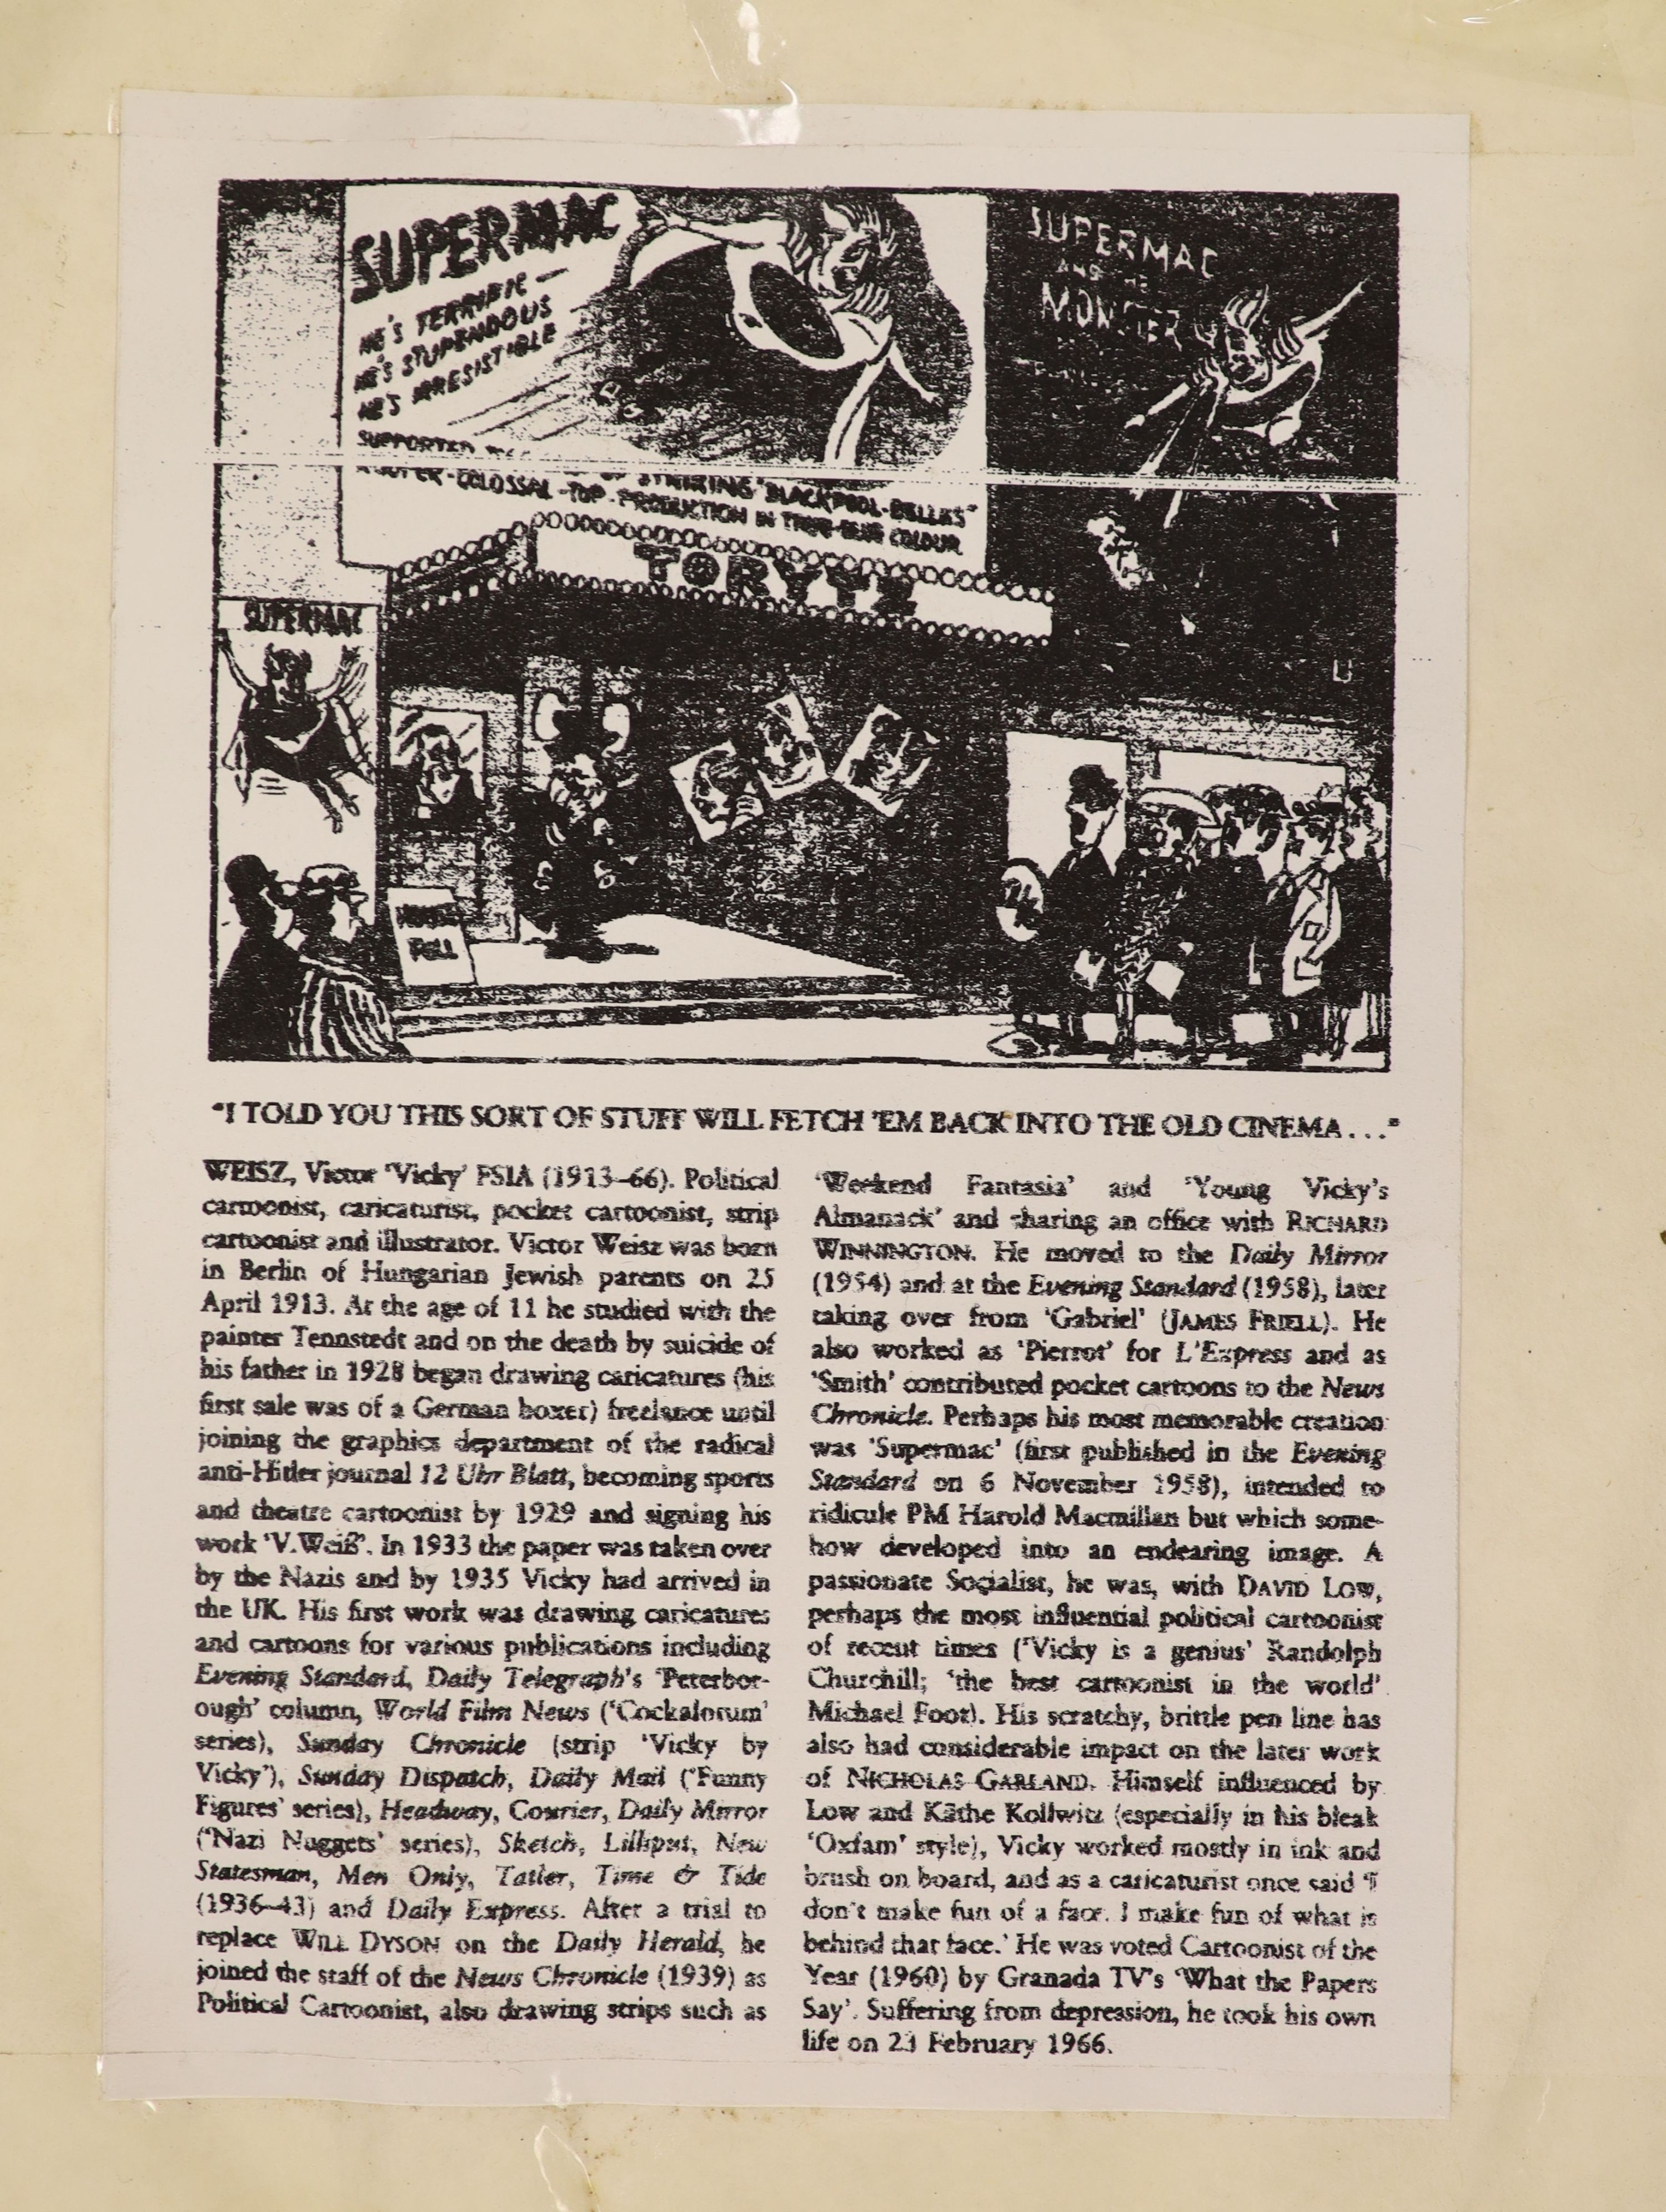 SUPERMAC
HE'S TERRIFIC —
HE'S STUPENDOUS
HE'S IRRESISTIBLE
SUPPORTED
STRIKING "BLACKPOOL-BELLES"
A SUPER-COLOSSAL-TOP-PRODUCTION IN TRUE-BLUE COLOUR
SUPERMAC
AND THE
MONSTER
SUPERMAC
FULL
"I TOLD YOU THIS SORT OF STUFF WILL FETCH 'EM BACK INTO THE OLD CINEMA . . ."
WEISZ, Victor 'Vicky' FSIA (1913–66). Political
cartoonist, caricaturist, pocket cartoonist, strip
cartoonist and illustrator. Victor Weisz was born
in Berlin of Hungarian Jewish parents on 25
April 1913. At the age of 11 he studied with the
painter Tennstedt and on the death by suicide of
his father in 1928 began drawing caricatures (his
first sale was of a German boxer) freelance until
joining the graphics department of the radical
anti-Hitler journal 12 Uhr Blatt, becoming sports
and theatre cartoonist by 1929 and signing his
work 'V.Weiß'. In 1933 the paper was taken over
by the Nazis and by 1935 Vicky had arrived in
the UK. His first work was drawing caricatures
and cartoons for various publications including
Evening Standard, Daily Telegraph's 'Peterbor-
ough' column, World Film News ('Cockalorum'
series), Sunday Chronicle (strip 'Vicky by
Vicky'), Sunday Dispatch, Daily Mail ('Funny
Figures' series), Headway, Courier, Daily Mirror
('Nazi Nuggets' series), Sketch, Lilliput, New
Statesman, Men Only, Tatler, Time & Tide
(1936–43) and Daily Express. After a trial to
replace WILL DYSON on the Daily Herald, he
joined the staff of the News Chronicle (1939) as
Political Cartoonist, also drawing strips such as
'Weekend Fantasia' and 'Young Vicky's
Almanack' and sharing an office with RICHARD
WINNINGTON. He moved to the Daily Mirror
(1954) and at the Evening Standard (1958), later
taking over from 'Gabriel' (JAMES FRIELL). He
also worked as 'Pierrot' for L'Express and as
'Smith' contributed pocket cartoons to the News
Chronicle. Perhaps his most memorable creation
was 'Supermac' (first published in the Evening
Standard on 6 November 1958), intended to
ridicule PM Harold Macmillan but which some-
how developed into an endearing image. A
passionate Socialist, he was, with DAVID LOW,
perhaps the most influential political cartoonist
of recent times ('Vicky is a genius' Randolph
Churchill; 'the best cartoonist in the world'
Michael Foot). His scratchy, brittle pen line has
also had considerable impact on the later work
of NICHOLAS GARLAND. Himself influenced by
Low and Käthe Kollwitz (especially in his bleak
'Oxfam' style), Vicky worked mostly in ink and
brush on board, and as a caricaturist once said 'I
don't make fun of a face. I make fun of what is
behind that face.' He was voted Cartoonist of the
Year (1960) by Granada TV's 'What the Papers
Say'. Suffering from depression, he took his own
life on 23 February 1966.